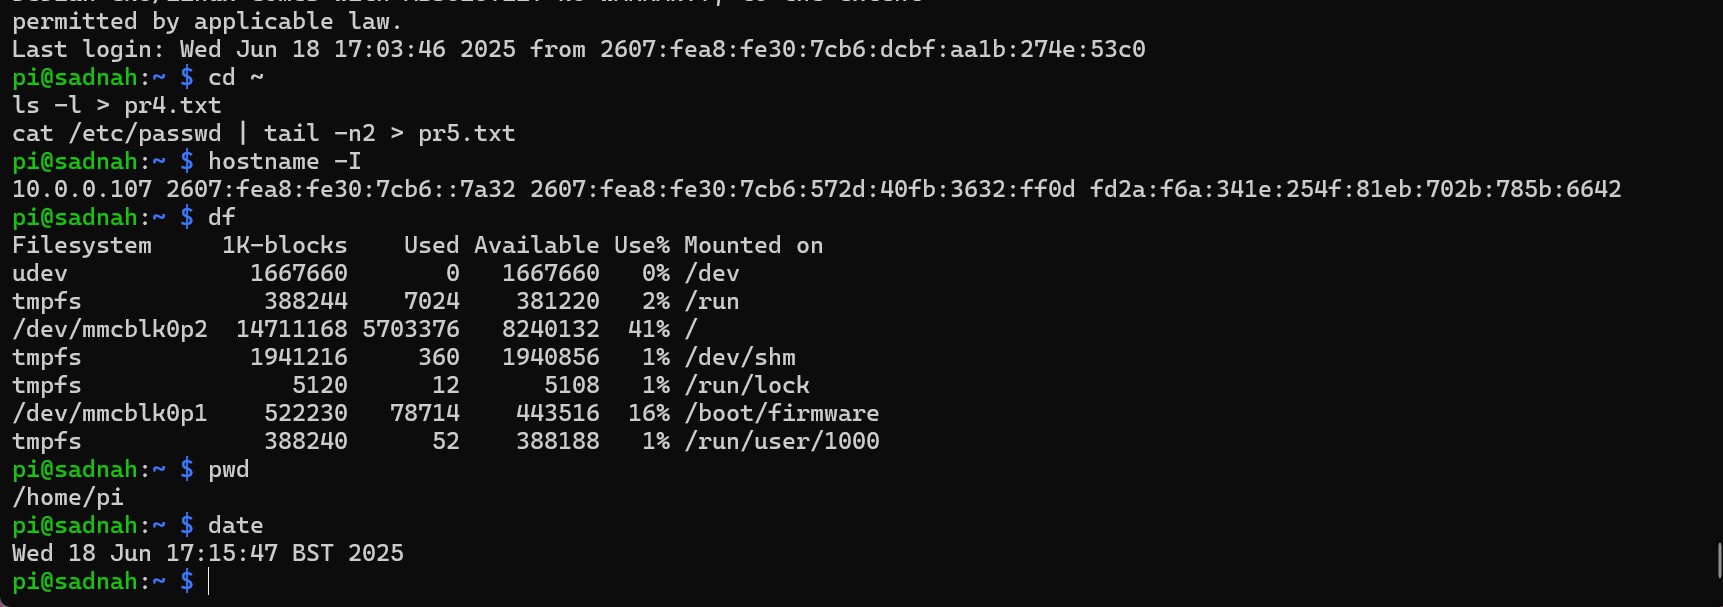 permitted by applicable law.
Last login: Wed Jun 18 17:03:46 2025 from 2607:fea8:fe30:7cb6:dcbf:aa1b:274e:53c0
pi@sadnah:~ $ cd ~
ls -l > pr4.txt
cat /etc/passwd | tail -n2 > pr5.txt
pi@sadnah:~ $ hostname -I
10.0.0.107 2607:fea8:fe30:7cb6::7a32 2607:fea8:fe30:7cb6:572d:40fb:3632:ff0d fd2a:f6a:341e:254f:81eb:702b:785b:6642
pi@sadnah:~ $ df
Filesystem     1K-blocks    Used Available Use% Mounted on
udev             1667660       0   1667660   0% /dev
tmpfs             388244    7024    381220   2% /run
/dev/mmcblk0p2  14711168 5703376   8240132  41% /
tmpfs            1941216     360   1940856   1% /dev/shm
tmpfs               5120      12      5108   1% /run/lock
/dev/mmcblk0p1    522230   78714    443516  16% /boot/firmware
tmpfs             388240      52    388188   1% /run/user/1000
pi@sadnah:~ $ pwd
/home/pi
pi@sadnah:~ $ date
Wed 18 Jun 17:15:47 BST 2025
pi@sadnah:~ $